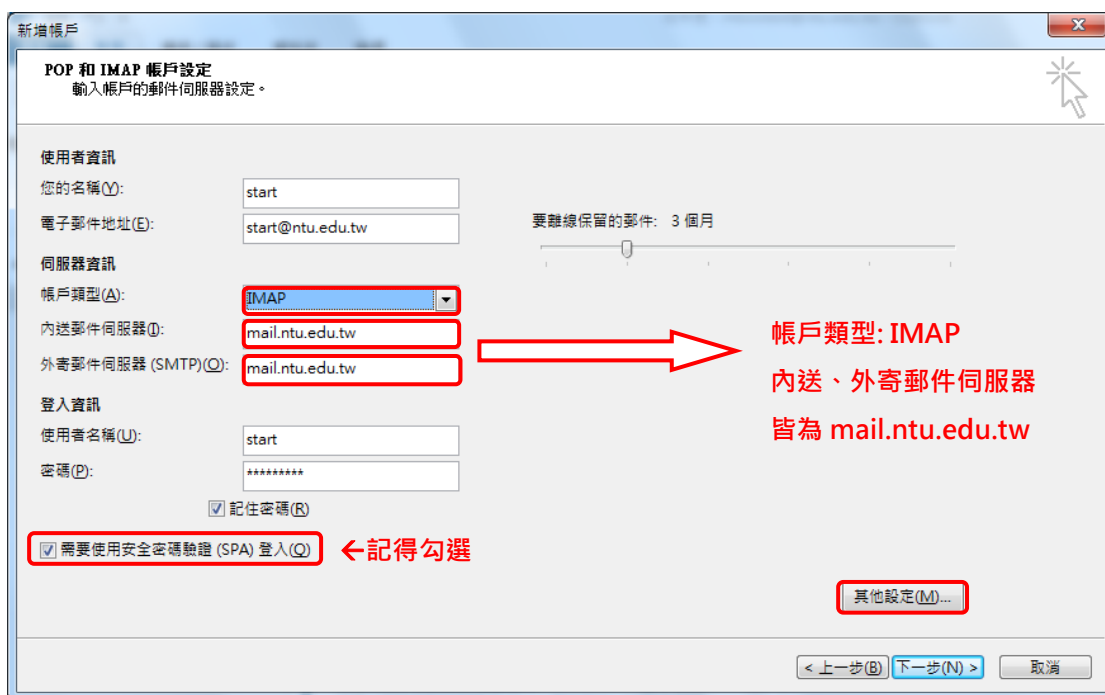 新增帳戶
POP 和 IMAP 帳戶設定
輸入帳戶的郵件伺服器設定。
使用者資訊
您的名稱(Y):
start
電子郵件地址(E):
start@ntu.edu.tw
要離線保留的郵件: 3 個月
伺服器資訊
帳戶類型(A):
IMAP
內送郵件伺服器(I):
mail.ntu.edu.tw
外寄郵件伺服器 (SMTP)(O):
mail.ntu.edu.tw
帳戶類型: IMAP
內送、外寄郵件伺服器
皆為 mail.ntu.edu.tw
登入資訊
使用者名稱(U):
start
密碼(P):
*********
記住密碼(R)
需要使用安全密碼驗證 (SPA) 登入(Q)
←記得勾選
其他設定(M)...
< 上一步(B)
下一步(N) >
取消